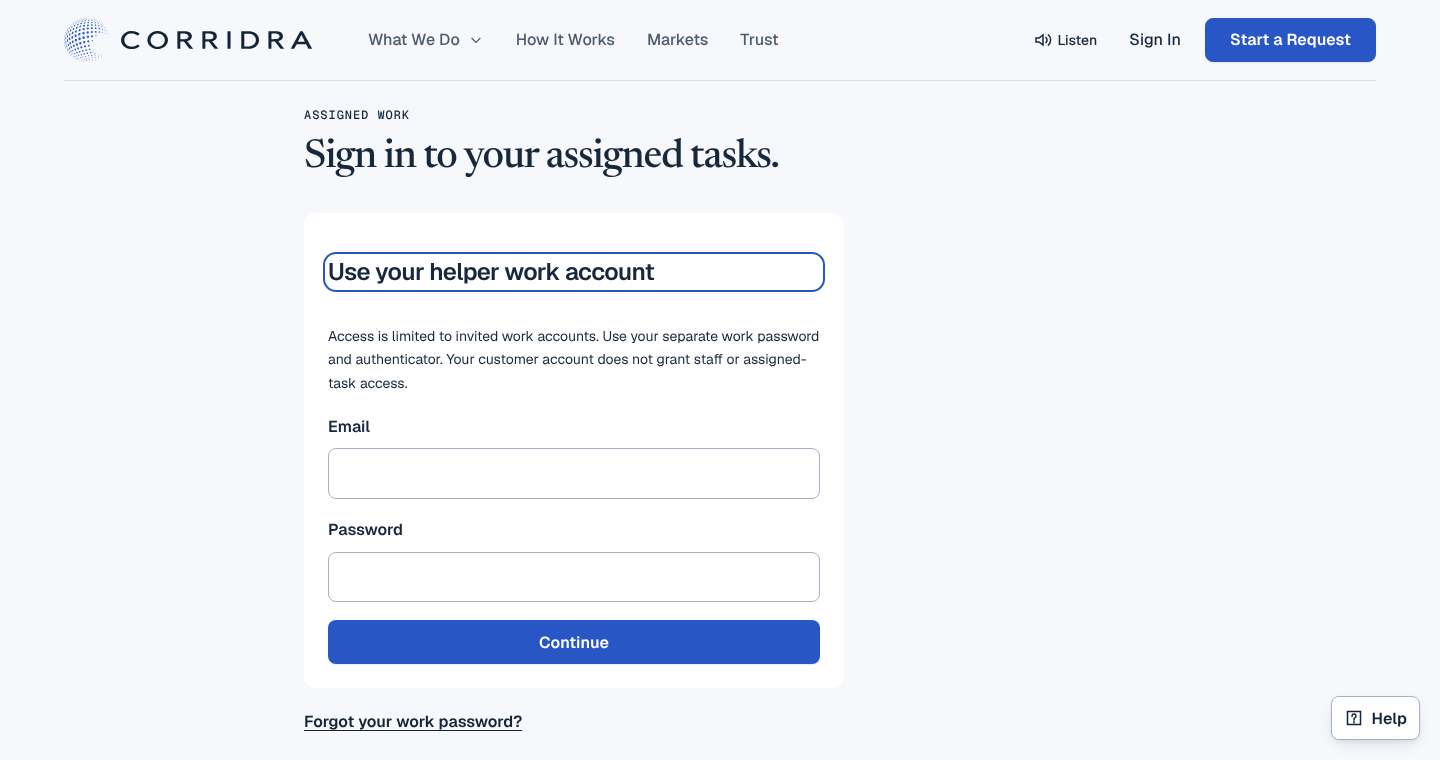 CORRIDRA
What We Do
How It Works
Markets
Trust
Listen
Sign In
Start a Request
ASSIGNED WORK
Sign in to your assigned tasks.
Use your helper work account
Access is limited to invited work accounts. Use your separate work password
and authenticator. Your customer account does not grant staff or assigned-
task access.
Email
Password
Continue
Forgot your work password?
Help